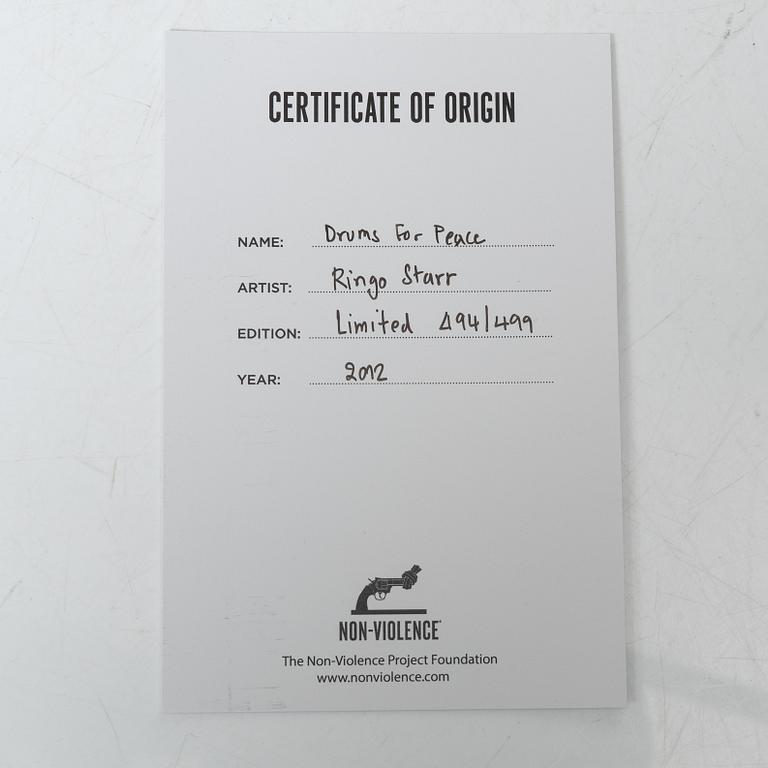 CERTIFICATE OF ORIGIN
NAME: Drums For Peace
ARTIST: Ringo Starr
EDITION: Limited 494/499
YEAR: 2012
NON-VIOLENCE
The Non-Violence Project Foundation
www.nonviolence.com